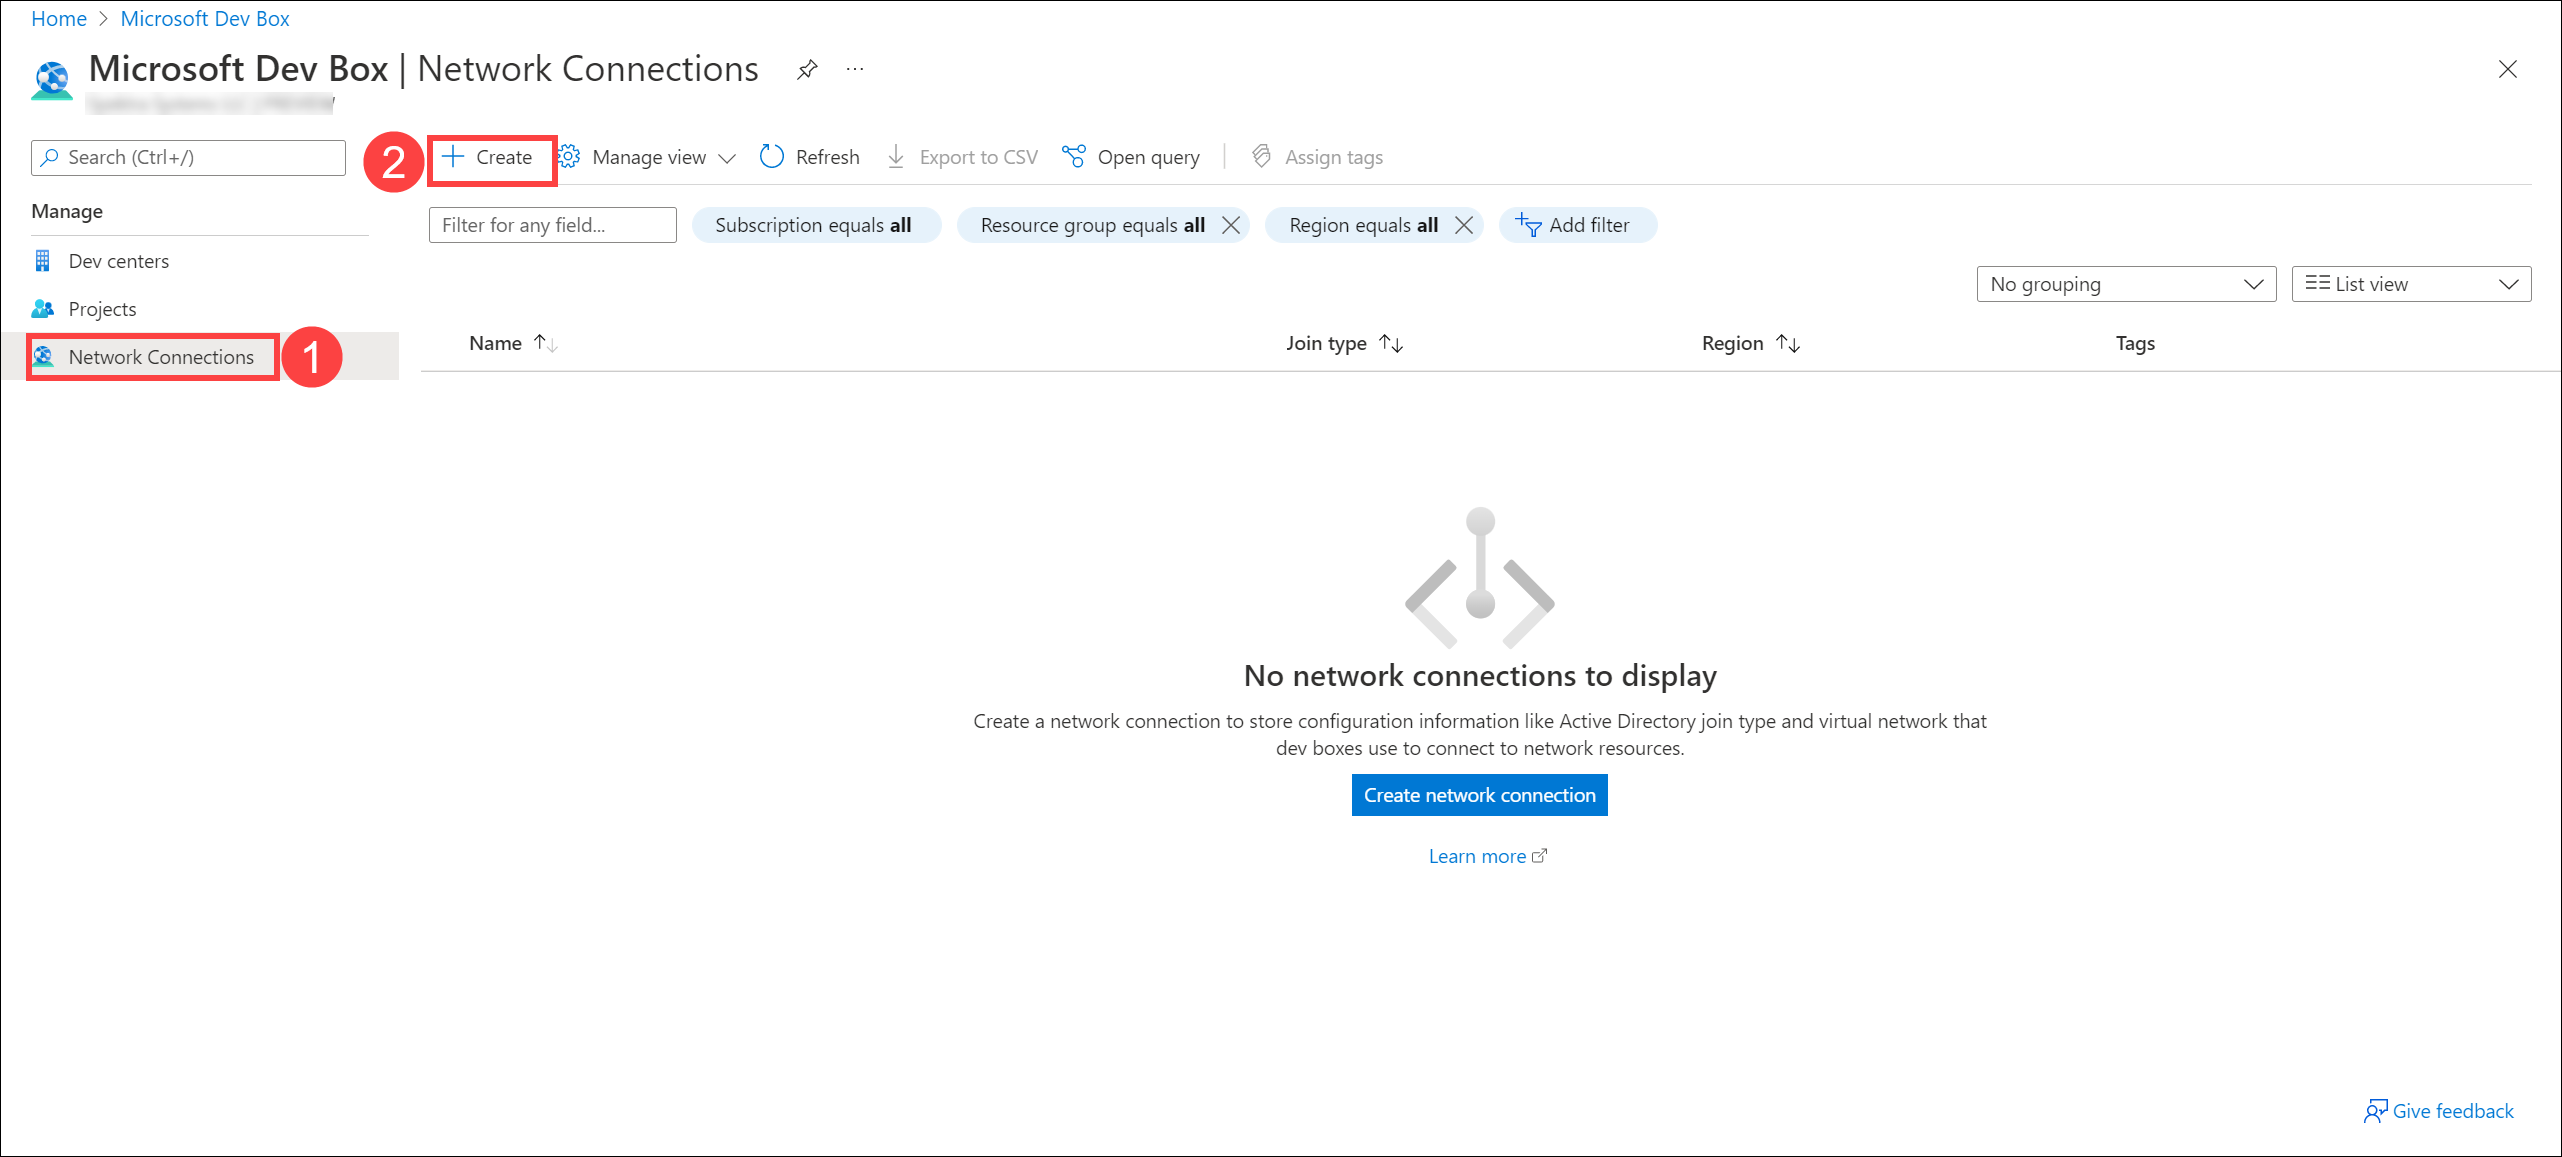 Home > Microsoft Dev Box
Microsoft Dev Box | Network Connections ...
Search (Ctrl+/)
2
Create
Manage view
Refresh
Export to CSV
Open query
Assign tags
Manage
Filter for any field...
Subscription equals all
Resource group equals all
Region equals all
Add filter
Dev centers
Projects
Network Connections
1
No grouping
List view
Name
Join type
Region
Tags
No network connections to display
Create a network connection to store configuration information like Active Directory join type and virtual network that
dev boxes use to connect to network resources.
Create network connection
Learn more
Give feedback